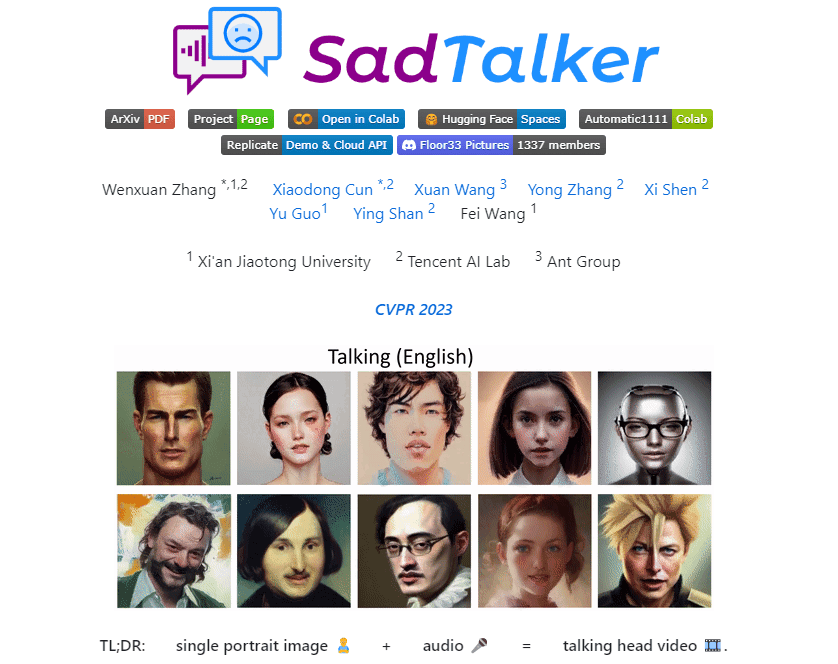 SadTalker
ArXiv PDF Project Page Open in Colab Hugging Face Spaces Automatic1111 Colab
Replicate Demo & Cloud API Floor33 Pictures 1337 members
Wenxuan Zhang *,1,2 Xiaodong Cun *,2 Xuan Wang 3 Yong Zhang 2 Xi Shen 2
Yu Guo1 Ying Shan 2 Fei Wang 1
1 Xi'an Jiaotong University 2 Tencent AI Lab 3 Ant Group
CVPR 2023
Talking (English)
TL;DR: single portrait image + audio = talking head video .